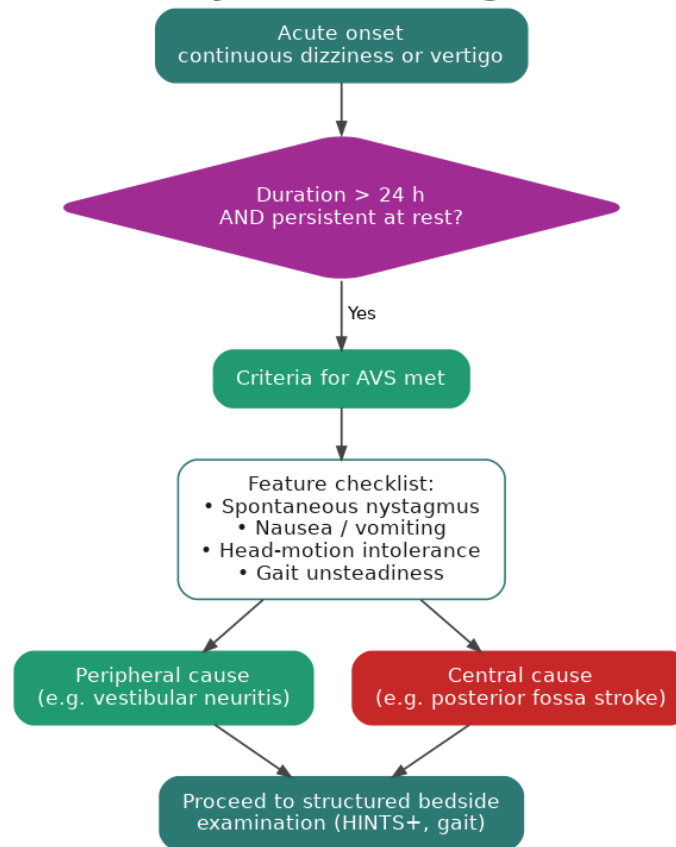 Acute onset
continuous dizziness or vertigo
Duration > 24 h
AND persistent at rest?
Yes
Criteria for AVS met
Feature checklist:
• Spontaneous nystagmus
• Nausea / vomiting
• Head-motion intolerance
• Gait unsteadiness
Peripheral cause
(e.g. vestibular neuritis)
Central cause
(e.g. posterior fossa stroke)
Proceed to structured bedside
examination (HINTS+, gait)